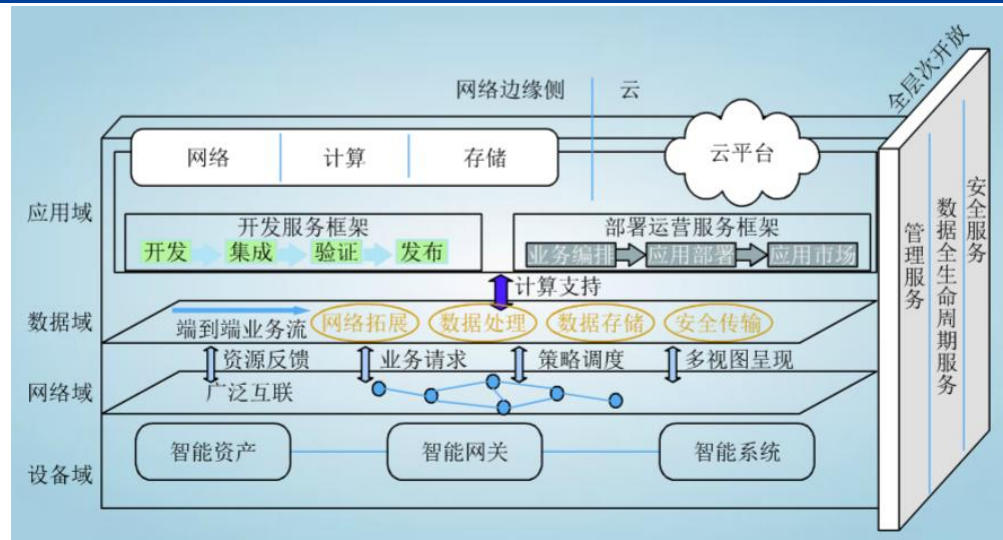 全层次开放
网络边缘侧 云
网络 计算 存储
云平台
应用域
开发服务框架
开发 集成 验证 发布
部署运营服务框架
业务编排 应用部署 应用市场
计算支持
数据域
端到端业务流 网络拓展 数据处理 数据存储 安全传输
资源反馈 业务请求 策略调度 多视图呈现
网络域
广泛互联
设备域
智能资产 智能网关 智能系统
管理服务
数据全生命周期服务
安全服务